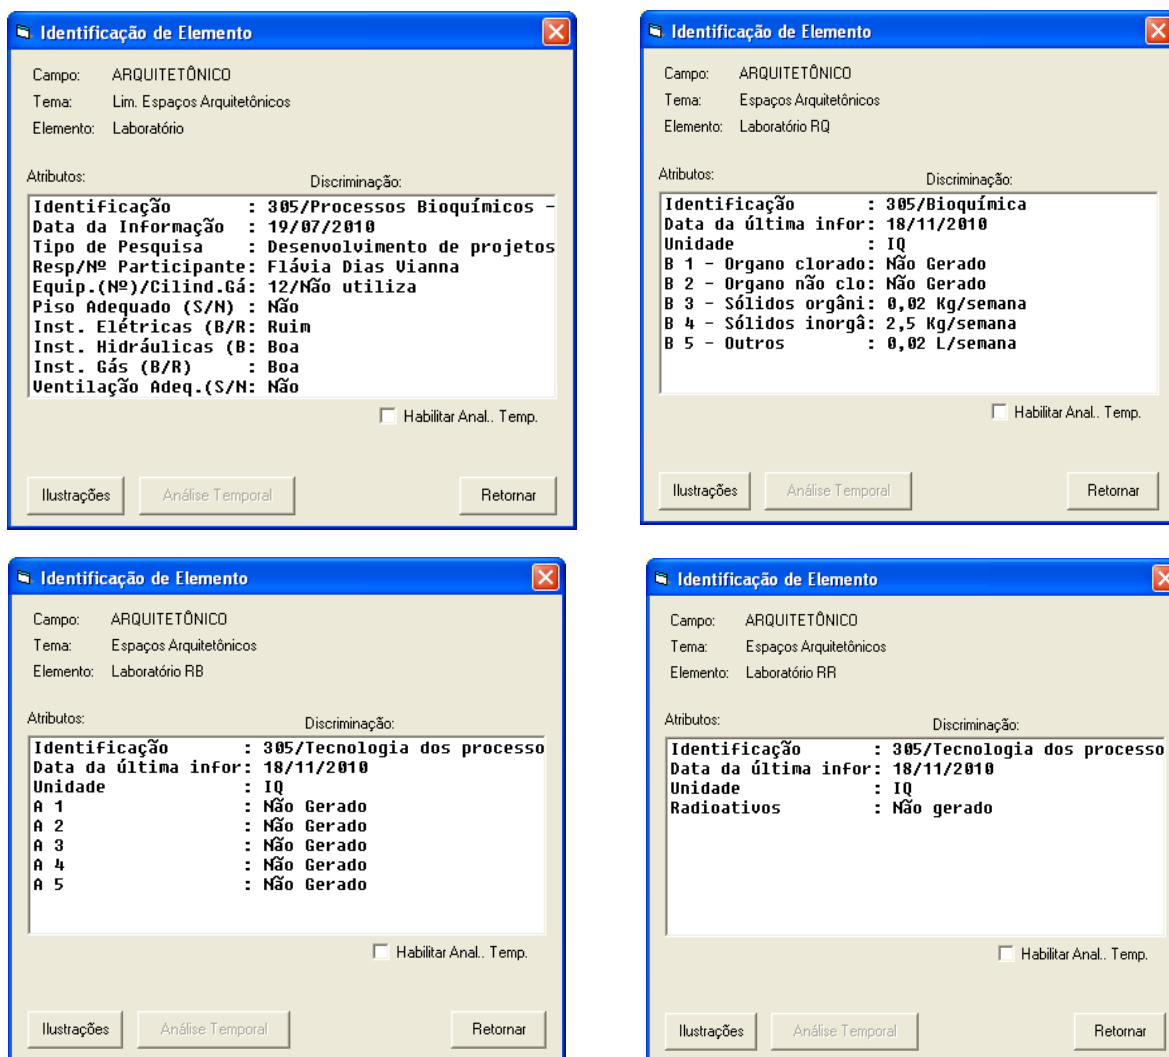 Identificação de Elemento
Campo: ARQUITETÔNICO
Tema: Lim. Espaços Arquitetônicos
Elemento: Laboratório
Atributos: Discriminação:
Identificação : 305/Processos Bioquímicos -
Data da Informação : 19/07/2010
Tipo de Pesquisa : Desenvolvimento de projetos
Resp/Nº Participante: Flávia Dias Vianna
Equip.(Nº)/Cilind.Gá: 12/Não utiliza
Piso Adequado (S/N) : Não
Inst. Elétricas (B/R: Ruim
Inst. Hidráulicas (B: Boa
Inst. Gás (B/R) : Boa
Ventilação Adeq.(S/N: Não
Habilitar Anal.. Temp.
Ilustrações Análise Temporal Retornar
Identificação de Elemento
Campo: ARQUITETÔNICO
Tema: Espaços Arquitetônicos
Elemento: Laboratório RQ
Atributos: Discriminação:
Identificação : 305/Bioquímica
Data da última infor: 18/11/2010
Unidade : IQ
B 1 - Organo clorado: Não Gerado
B 2 - Organo não clo: Não Gerado
B 3 - Sólidos orgâni: 0,02 Kg/semana
B 4 - Sólidos inorgâ: 2,5 Kg/semana
B 5 - Outros : 0,02 L/semana
Habilitar Anal.. Temp.
Ilustrações Análise Temporal Retornar
Identificação de Elemento
Campo: ARQUITETÔNICO
Tema: Espaços Arquitetônicos
Elemento: Laboratório RB
Atributos: Discriminação:
Identificação : 305/Tecnologia dos processo
Data da última infor: 18/11/2010
Unidade : IQ
A 1 : Não Gerado
A 2 : Não Gerado
A 3 : Não Gerado
A 4 : Não Gerado
A 5 : Não Gerado
Habilitar Anal.. Temp.
Ilustrações Análise Temporal Retornar
Identificação de Elemento
Campo: ARQUITETÔNICO
Tema: Espaços Arquitetônicos
Elemento: Laboratório RR
Atributos: Discriminação:
Identificação : 305/Tecnologia dos processo
Data da última infor: 18/11/2010
Unidade : IQ
Radioativos : Não gerado
Habilitar Anal.. Temp.
Ilustrações Análise Temporal Retornar